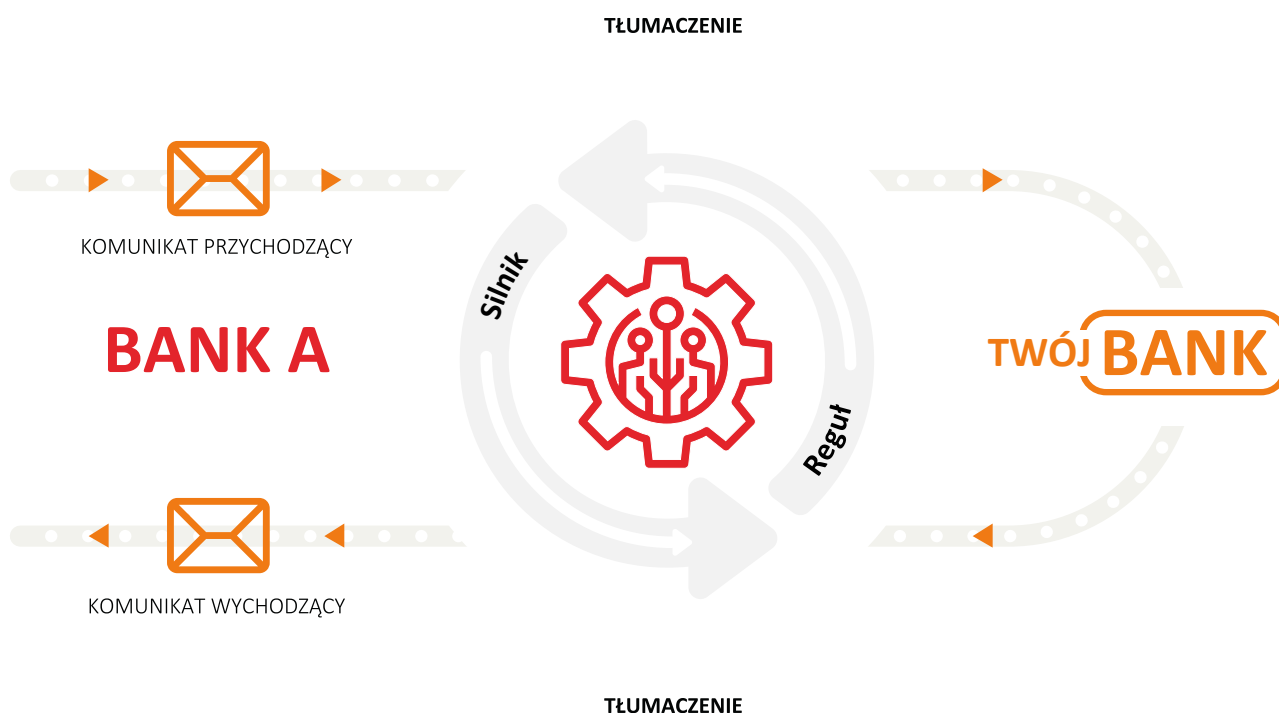 TŁUMACZENIE
KOMUNIKAT PRZYCHODZĄCY
Silnik
BANK A
TWÓJ BANK
Reguł
KOMUNIKAT WYCHODZĄCY
TŁUMACZENIE